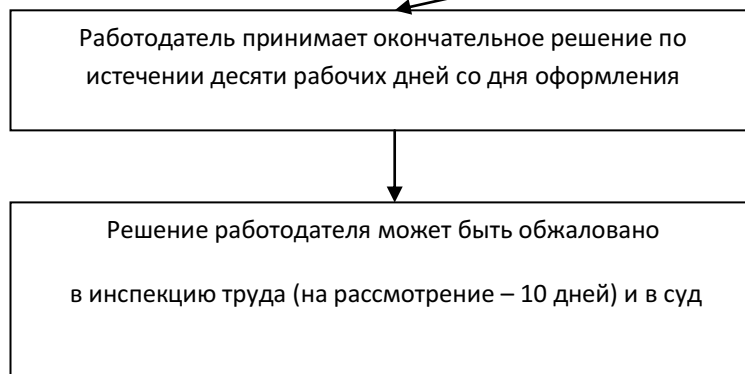 Работодатель принимает окончательное решение по
истечении десяти рабочих дней со дня оформления
Решение работодателя может быть обжаловано
в инспекцию труда (на рассмотрение – 10 дней) и в суд